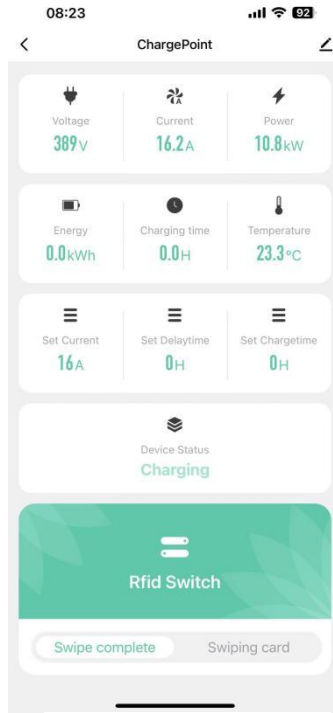 08:23
92
ChargePoint
Voltage Current Power
389V 16.2A 10.8kW
Energy Charging time Temperature
0.0kWh 0.0H 23.3°C
Set Current Set Delaytime Set Chargetime
16A 0H 0H
Device Status
Charging
Rfid Switch
Swipe complete Swiping card